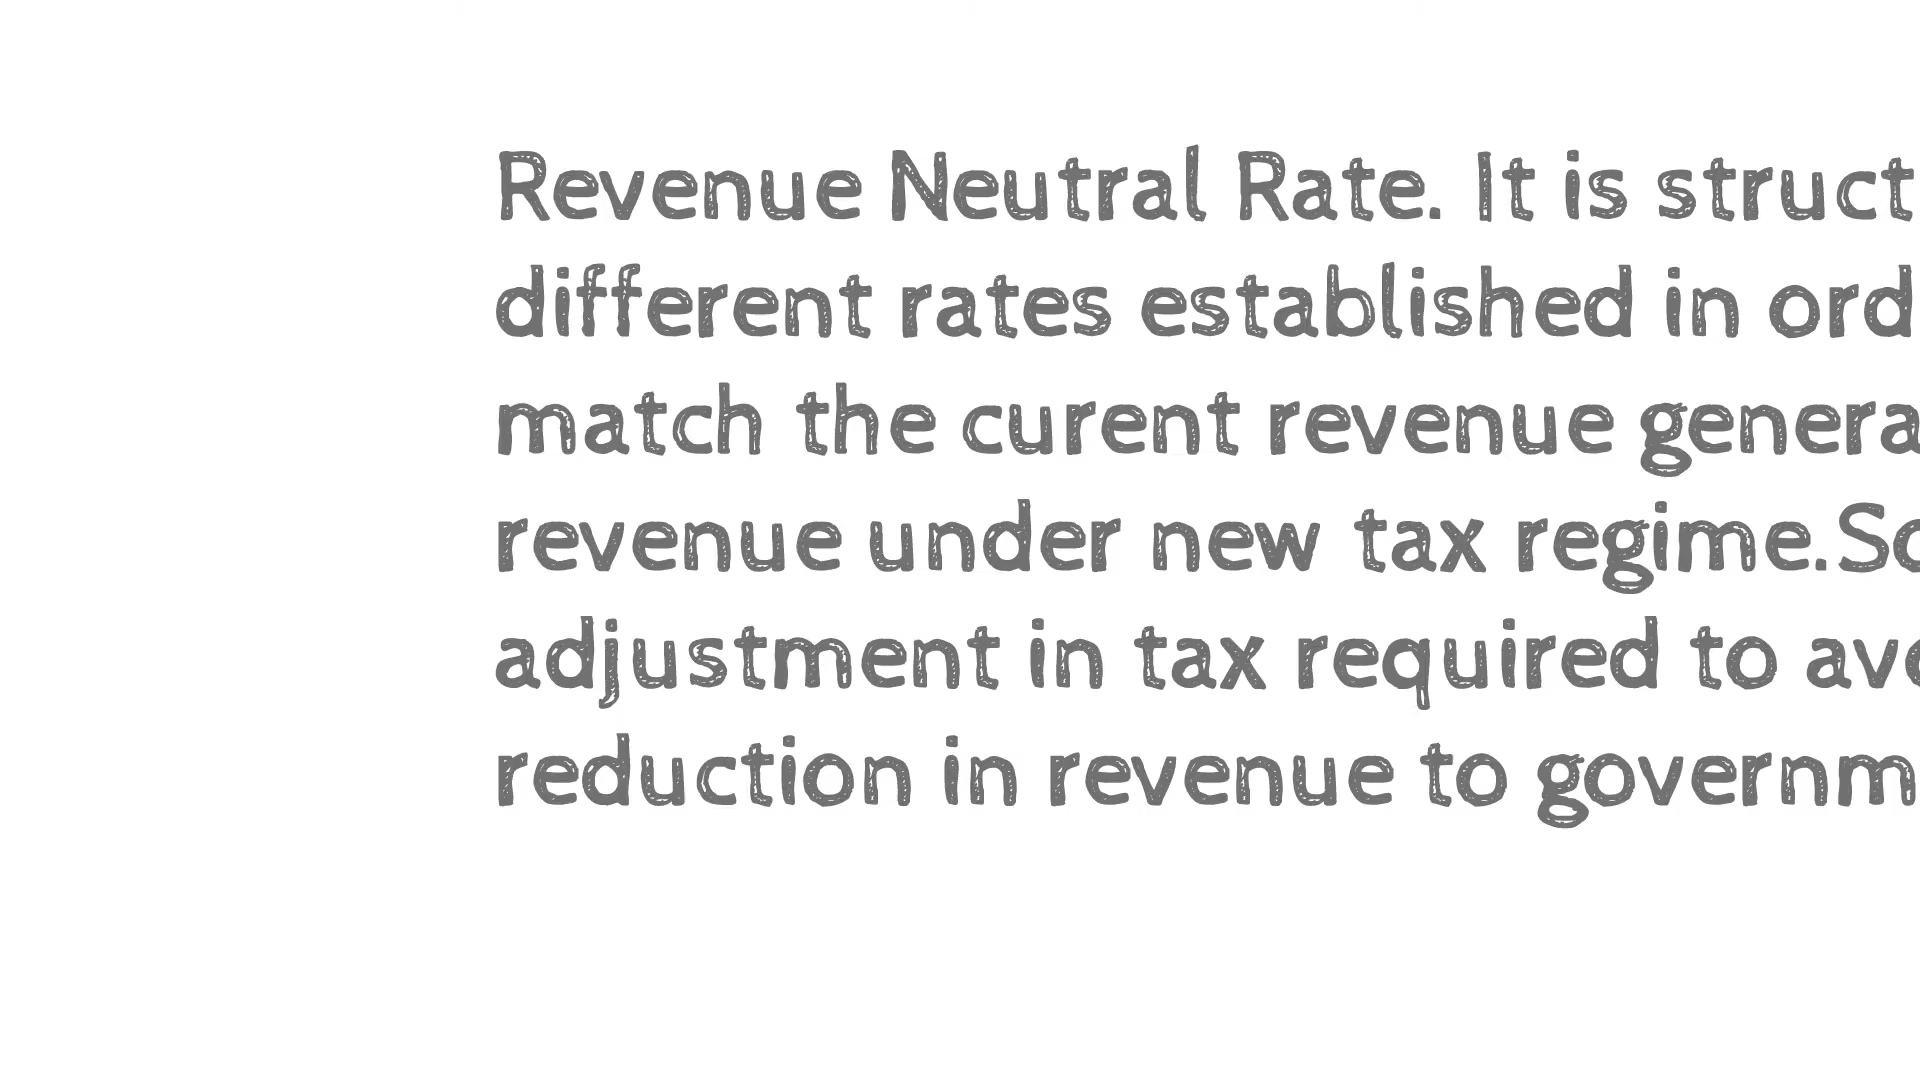 Revenue Neutral Rate. It is struct
different rates established in ord
match the curent revenue genera
revenue under new tax regime.So
adjustment in tax required to avo
reduction in revenue to governm